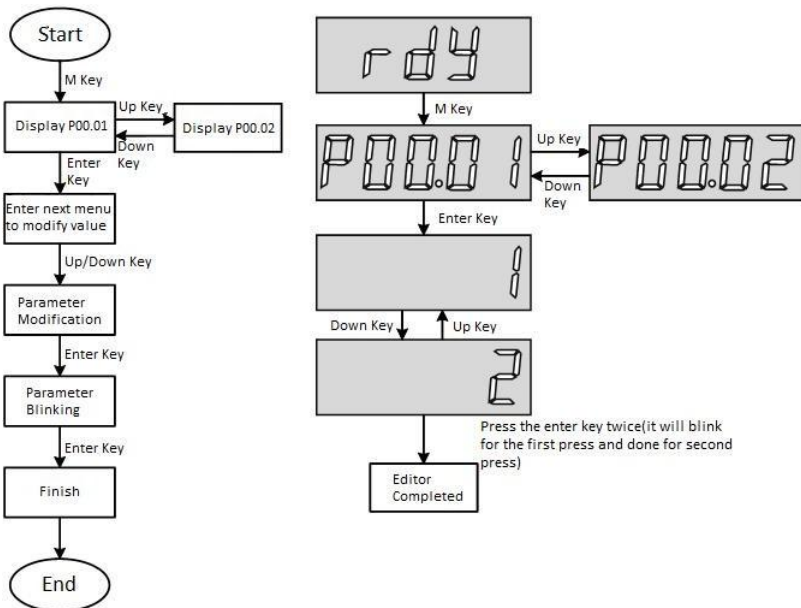 Start
M Key
Display P00.01
Up Key
Down
Key
Display P00.02
Enter
Key
Enter next menu
to modify value
Up/Down Key
Parameter
Modification
Enter Key
Parameter
Blinking
Enter Key
Finish
End
rdy
M Key
P00.01
Up Key
Down
Key
P00.02
Enter Key
1
Down Key
Up Key
2
Press the enter key twice(it will blink
for the first press and done for second
press)
Editor
Completed